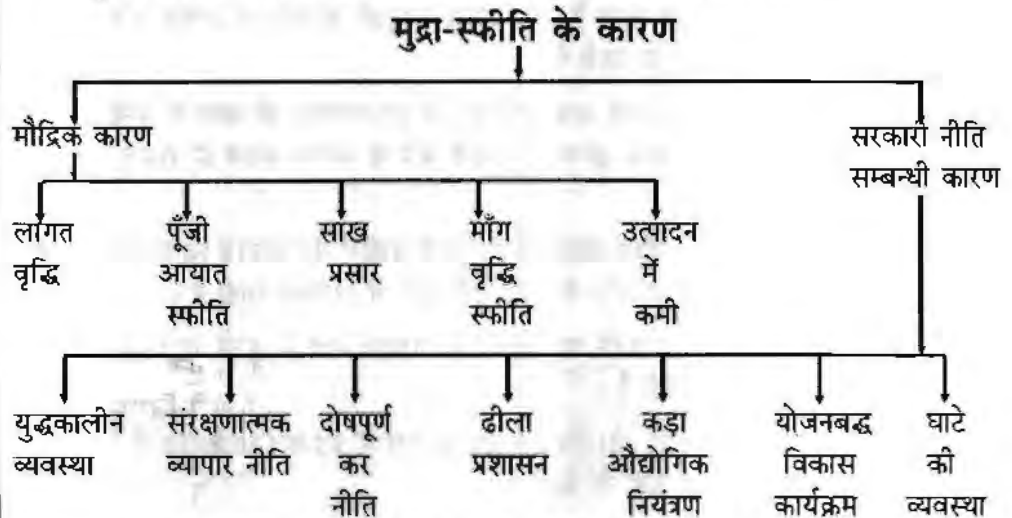 मुद्रा-स्फीति के कारण
मौद्रिक कारण
सरकारी नीति
सम्बन्धी कारण
लागत
वृद्धि
पूँजी
आयात
स्फीति
साख
प्रसार
माँग
वृद्धि
स्फीति
उत्पादन
में
कमी
युद्धकालीन
व्यवस्था
संरक्षणात्मक
व्यापार नीति
दोषपूर्ण
कर
नीति
ढीला
प्रशासन
कड़ा
औद्योगिक
नियंत्रण
योजनबद्ध
विकास
कार्यक्रम
घाटे
की
व्यवस्था